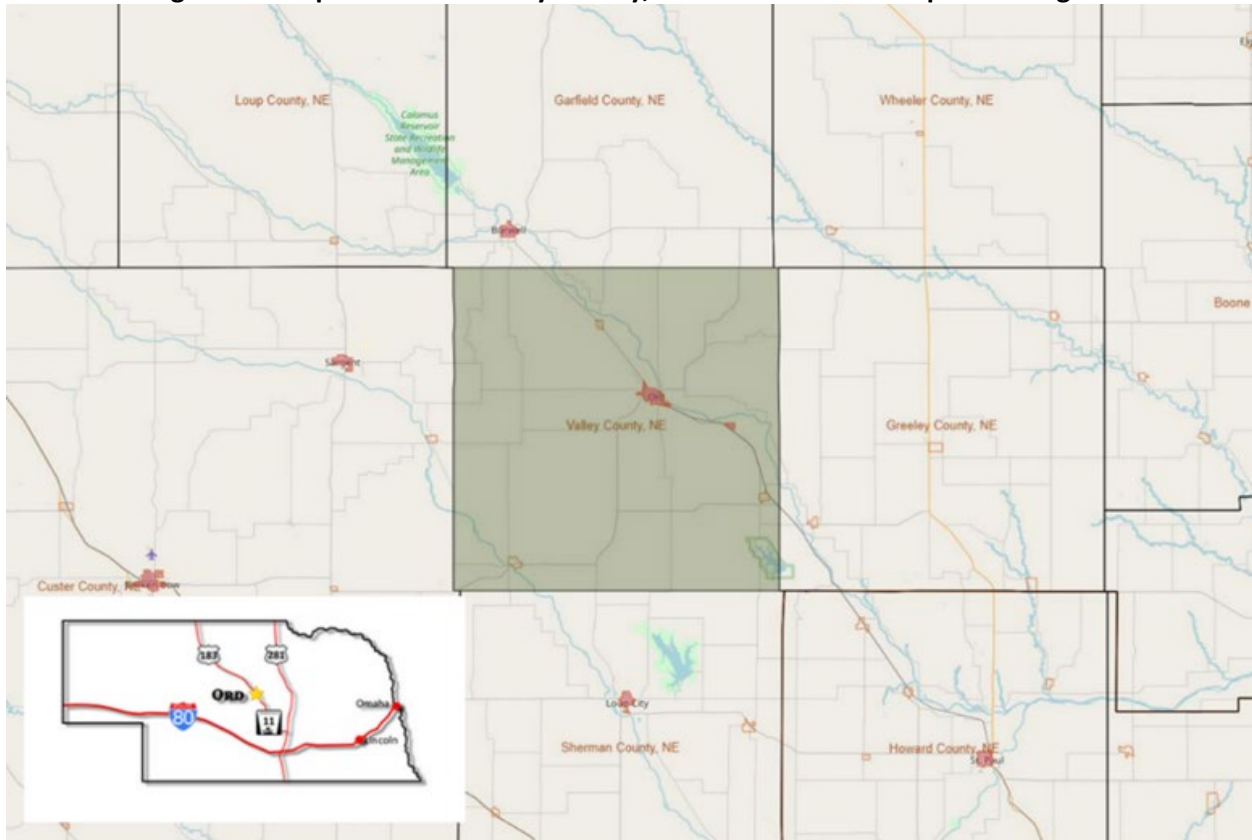 Loup County, NE
Garfield County, NE
Wheeler County, NE
Calamus
Reservoir
State Recreation
and Wildlife
Management
Area
Burwell
Boone
Sargent
Ord
Valley County, NE
Greeley County, NE
Custer County, NE
Loup City
Sherman County, NE
Howard County, NE
St. Paul
183
281
ORD
80
11
Omaha
Lincoln